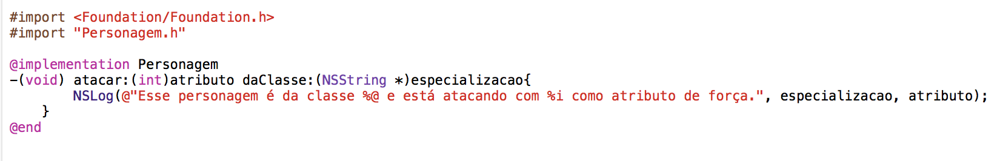 #import <Foundation/Foundation.h>
#import "Personagem.h"
@implementation Personagem
-(void) atacar:(int)atributo daClasse:(NSString *)especializacao{
NSLog(@"Esse personagem é da classe %@ e está atacando com %i como atributo de força.", especializacao, atributo);
}
@end